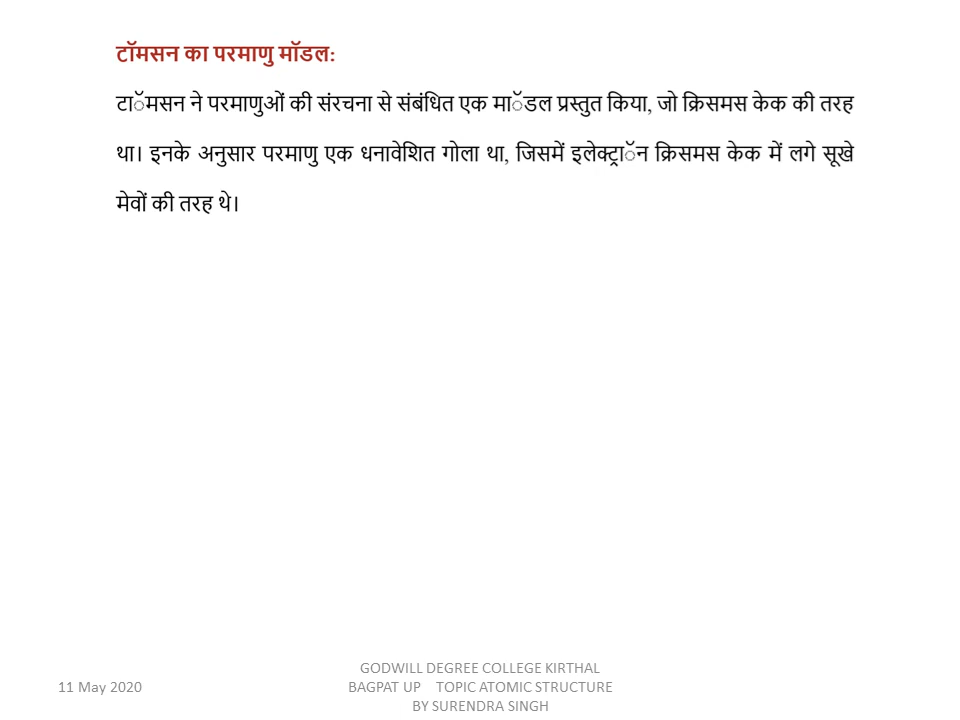 टॉमसन का परमाणु मॉडल:
टाॅमसन ने परमाणुओं की संरचना से संबंधित एक माॅडल प्रस्तुत किया, जो क्रिसमस केक की तरह
था। इनके अनुसार परमाणु एक धनावेशित गोला था, जिसमें इलेक्ट्राॅन क्रिसमस केक में लगे सूखे
मेवों की तरह थे।
11 May 2020
GODWILL DEGREE COLLEGE KIRTHAL
BAGPAT UP TOPIC ATOMIC STRUCTURE
BY SURENDRA SINGH